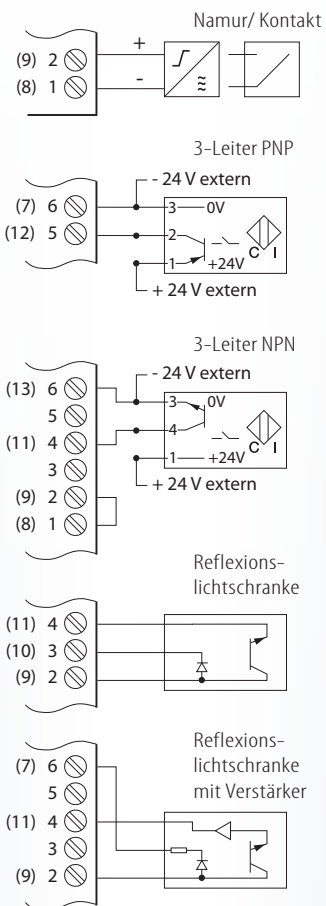 Namur/ Kontakt
(9) 2 +
(8) 1 -
3-Leiter PNP
- 24 V extern
(7) 6 3 0V
(12) 5 2
1 +24V C I
+ 24 V extern
3-Leiter NPN
- 24 V extern
(13) 6 3 0V
5
(11) 4 4
3 1 +24V C I
(9) 2 + 24 V extern
(8) 1
Reflexions-
lichtschranke
(11) 4
(10) 3
(9) 2
Reflexions-
lichtschranke
mit Verstärker
(7) 6
5
(11) 4
3
(9) 2